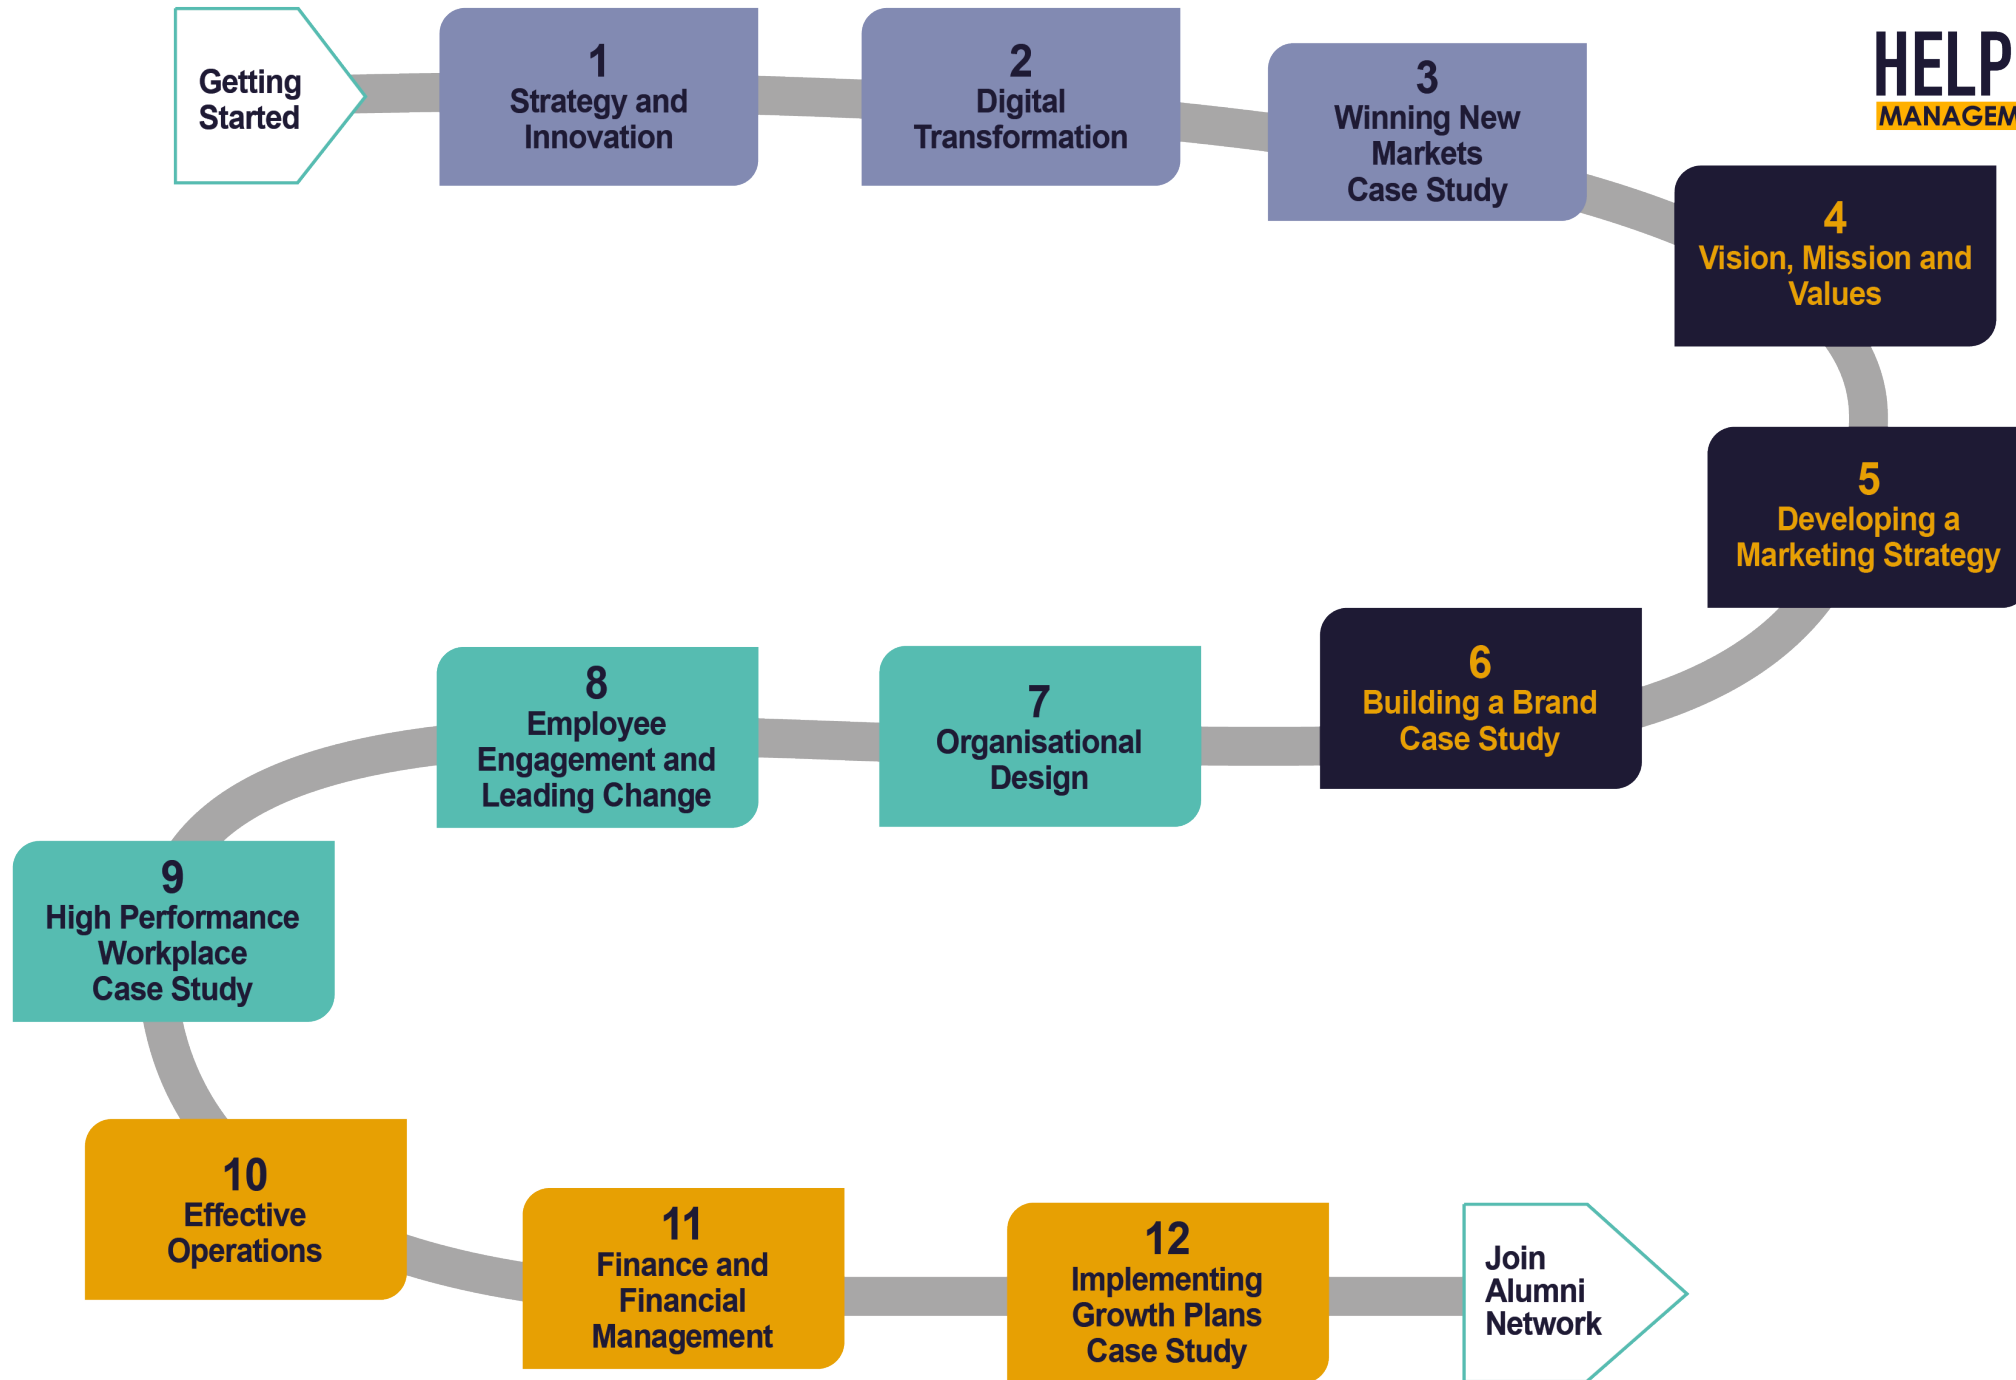 Getting
Started
1
Strategy and
Innovation
2
Digital
Transformation
3
Winning New
Markets
Case Study
HELP
4
Vision, Mission and
Values
5
Developing a
Marketing Strategy
6
Building a Brand
Case Study
7
Organisational
Design
8
Employee
Engagement and
Leading Change
9
High Performance
Workplace
Case Study
10
Effective
Operations
11
Finance and
Financial
Management
12
Implementing
Growth Plans
Case Study
Join
Alumni
Network